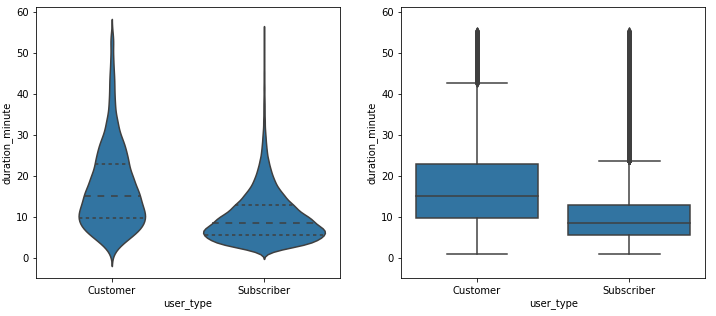 60
50
40
30
20
10
0
duration_minute
Customer
Subscriber
user_type
60
50
40
30
20
10
0
duration_minute
Customer
Subscriber
user_type